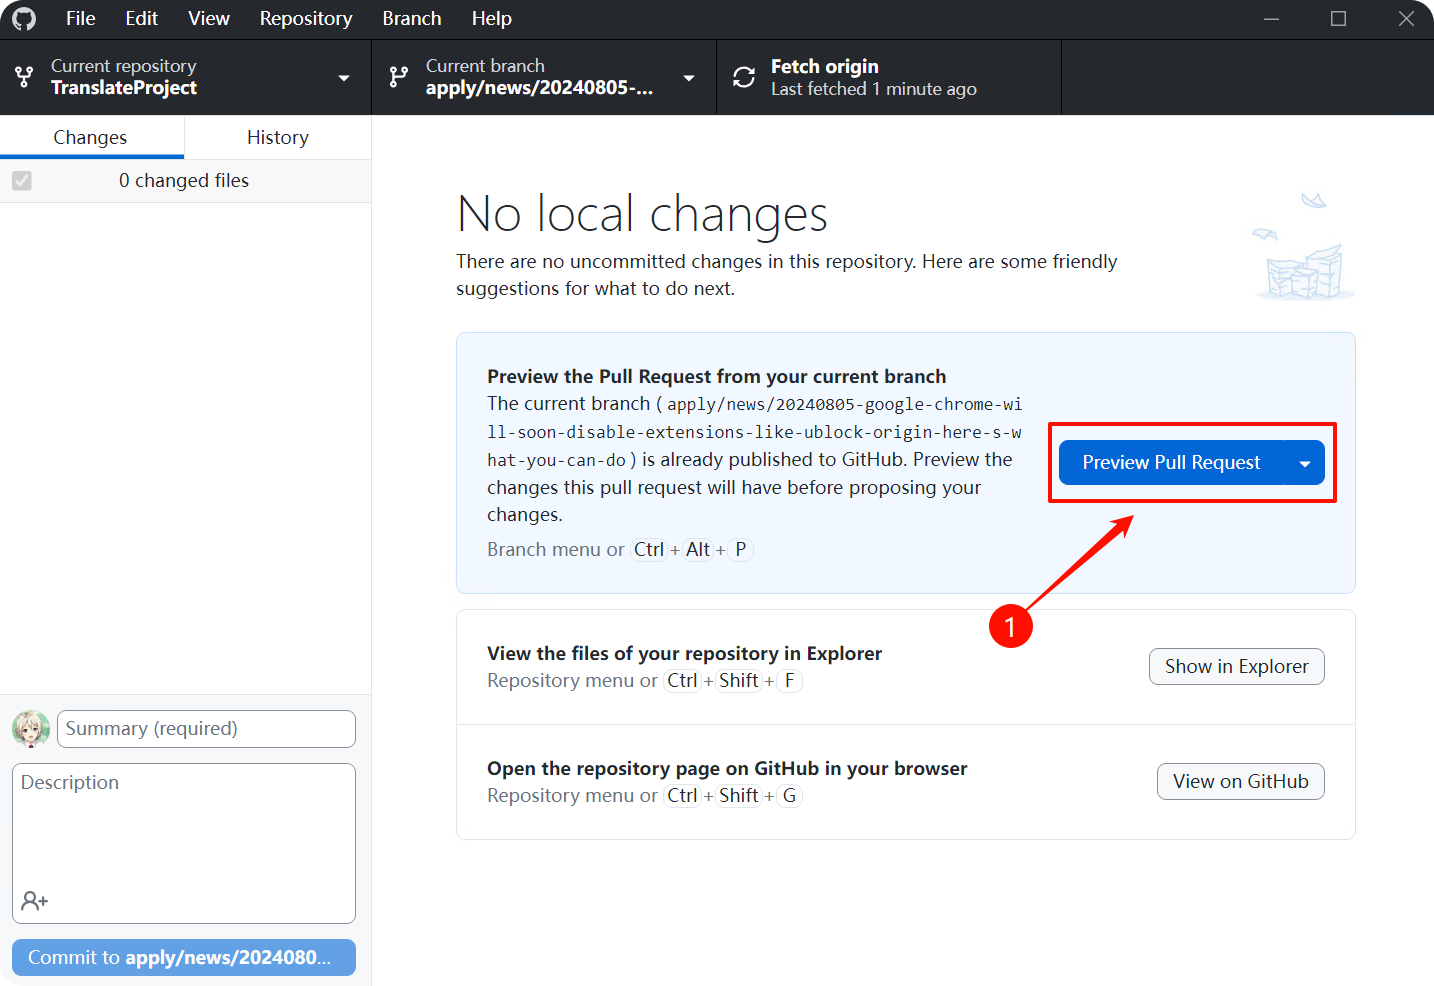 File Edit View Repository Branch Help
Current repository
TranslateProject
Current branch
apply/news/20240805-...
Fetch origin
Last fetched 1 minute ago
Changes
History
0 changed files
No local changes
There are no uncommitted changes in this repository. Here are some friendly
suggestions for what to do next.
Preview the Pull Request from your current branch
The current branch ( apply/news/20240805-google-chrome-wi
ll-soon-disable-extensions-like-ublock-origin-here-s-w
hat-you-can-do ) is already published to GitHub. Preview the
changes this pull request will have before proposing your
changes.
Branch menu or Ctrl + Alt + P
Preview Pull Request
1
View the files of your repository in Explorer
Repository menu or Ctrl + Shift + F
Show in Explorer
Open the repository page on GitHub in your browser
Repository menu or Ctrl + Shift + G
View on GitHub
Summary (required)
Description
Commit to apply/news/2024080...